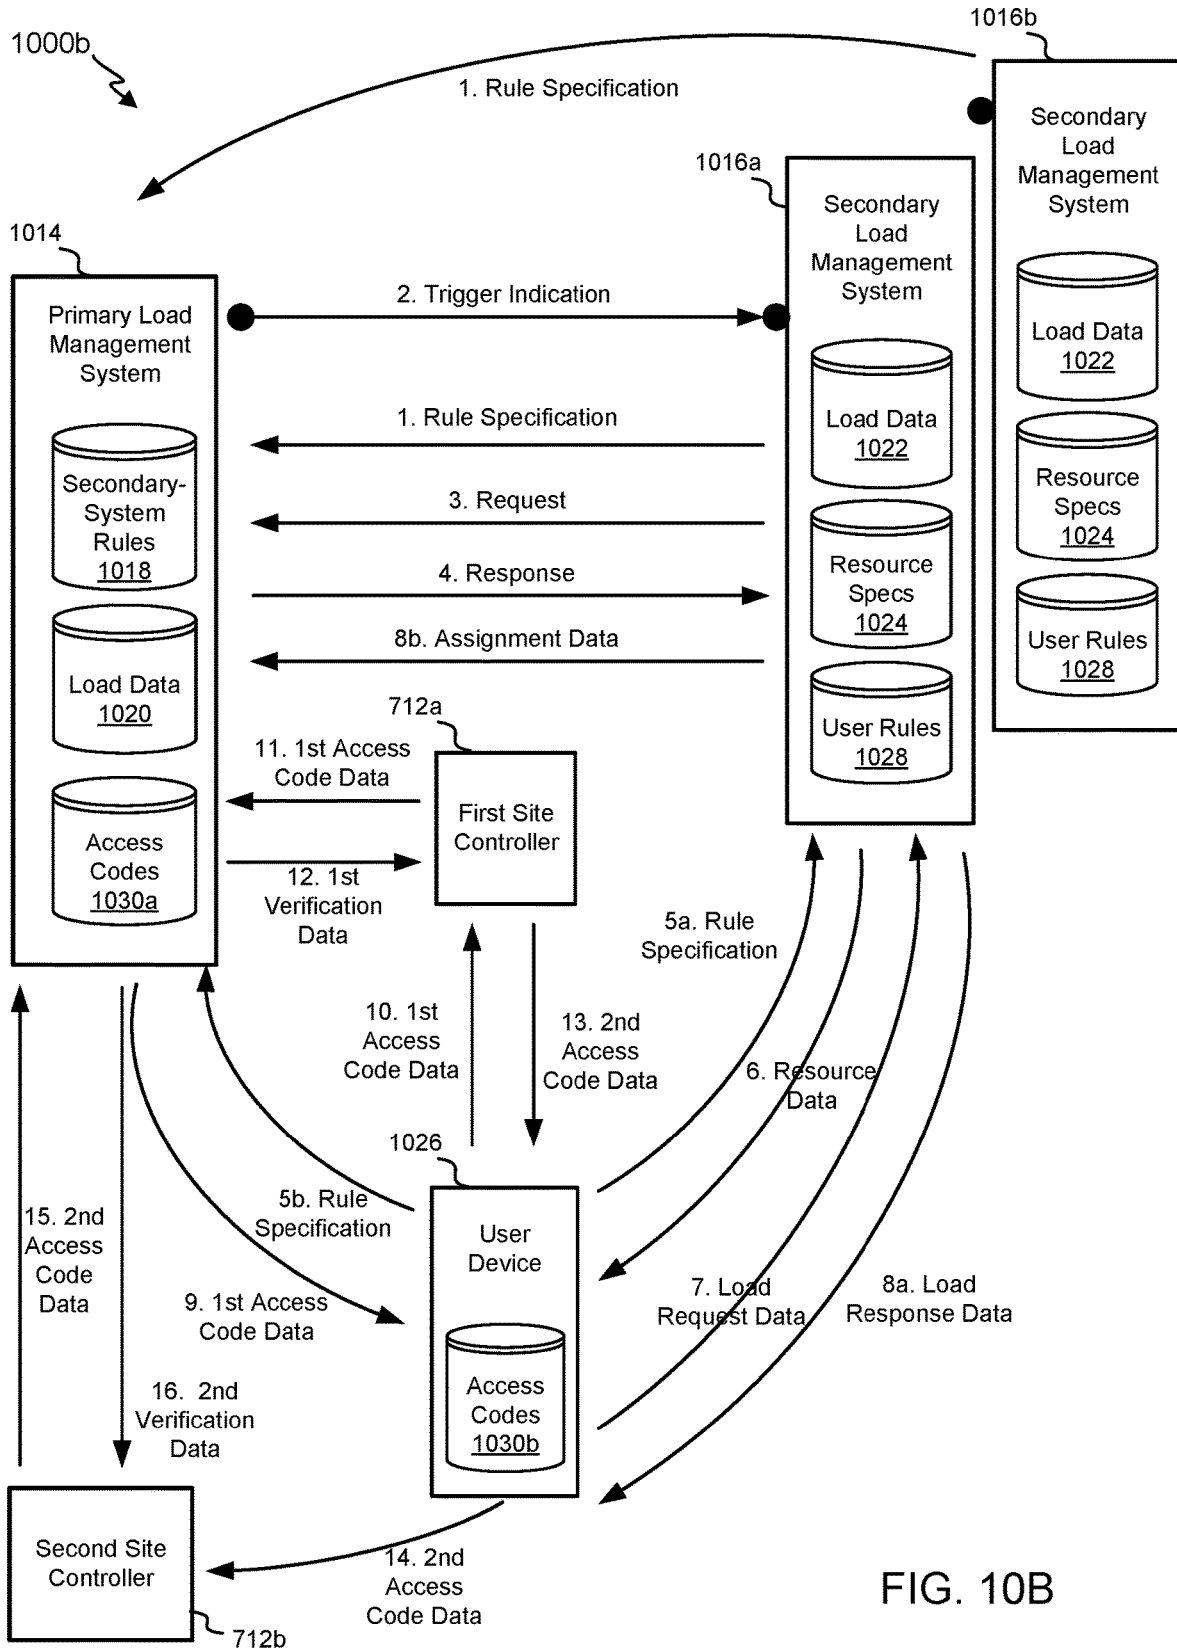 1016b
1000b
1. Rule Specification
Secondary
Load
Management
System
1016a
Secondary
Load
Management
System
1014
2. Trigger Indication
Primary Load
Management
System
Load Data
1022
1. Rule Specification
Load Data
1022
Secondary-
System
Rules
1018
Resource
Specs
1024
3. Request
4. Response
Resource
Specs
1024
8b. Assignment Data
User Rules
1028
Load Data
1020
712a
User Rules
1028
11. 1st Access
Code Data
First Site
Controller
Access
Codes
1030a
12. 1st
Verification
Data
5a. Rule
Specification
10. 1st
Access
Code Data
13. 2nd
Access
Code Data
6. Resource
Data
1026
5b. Rule
Specification
User
Device
15. 2nd
Access
Code
Data
9. 1st Access
Code Data
7. Load
Request Data
8a. Load
Response Data
Access
Codes
1030b
16. 2nd
Verification
Data
Second Site
Controller
14. 2nd
Access
Code Data
712b
FIG. 10B